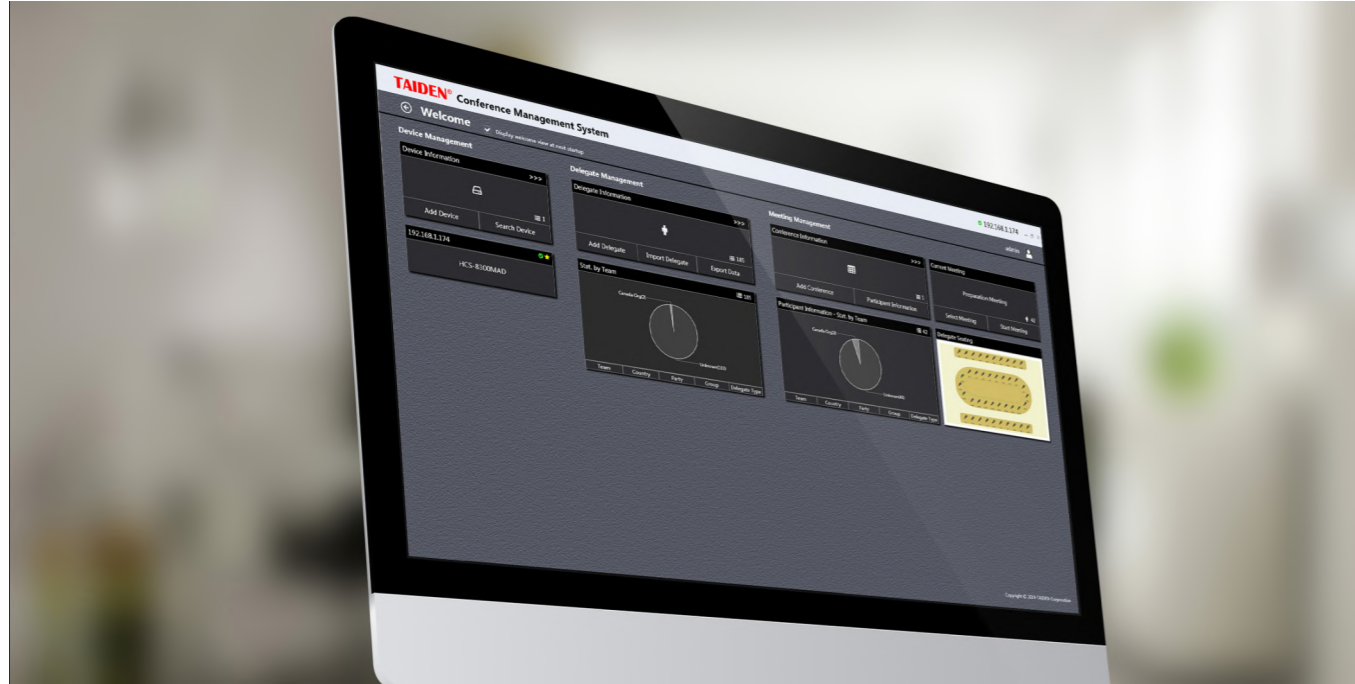 TAIDEN® Conference Management System
192.168.1.174
Welcome
Display welcome view at next startup
admin
Device Management
Device Information
>>>
Add Device
Search Device
1
192.168.1.174
HCS-8300MAD
Delegate Management
Delegate Information
>>>
Add Delegate
Import Delegate
Export Data
185
Stat. by Team
185
Team
Country
Party
Group
Delegate Type
Meeting Management
Conference Information
>>>
Add Conference
Participant Information
1
Participant Information - Stat. by Team
42
Team
Country
Party
Group
Delegate Type
Current Meeting
Preparation Meeting
42
Select Meeting
Start Meeting
Delegate Seating